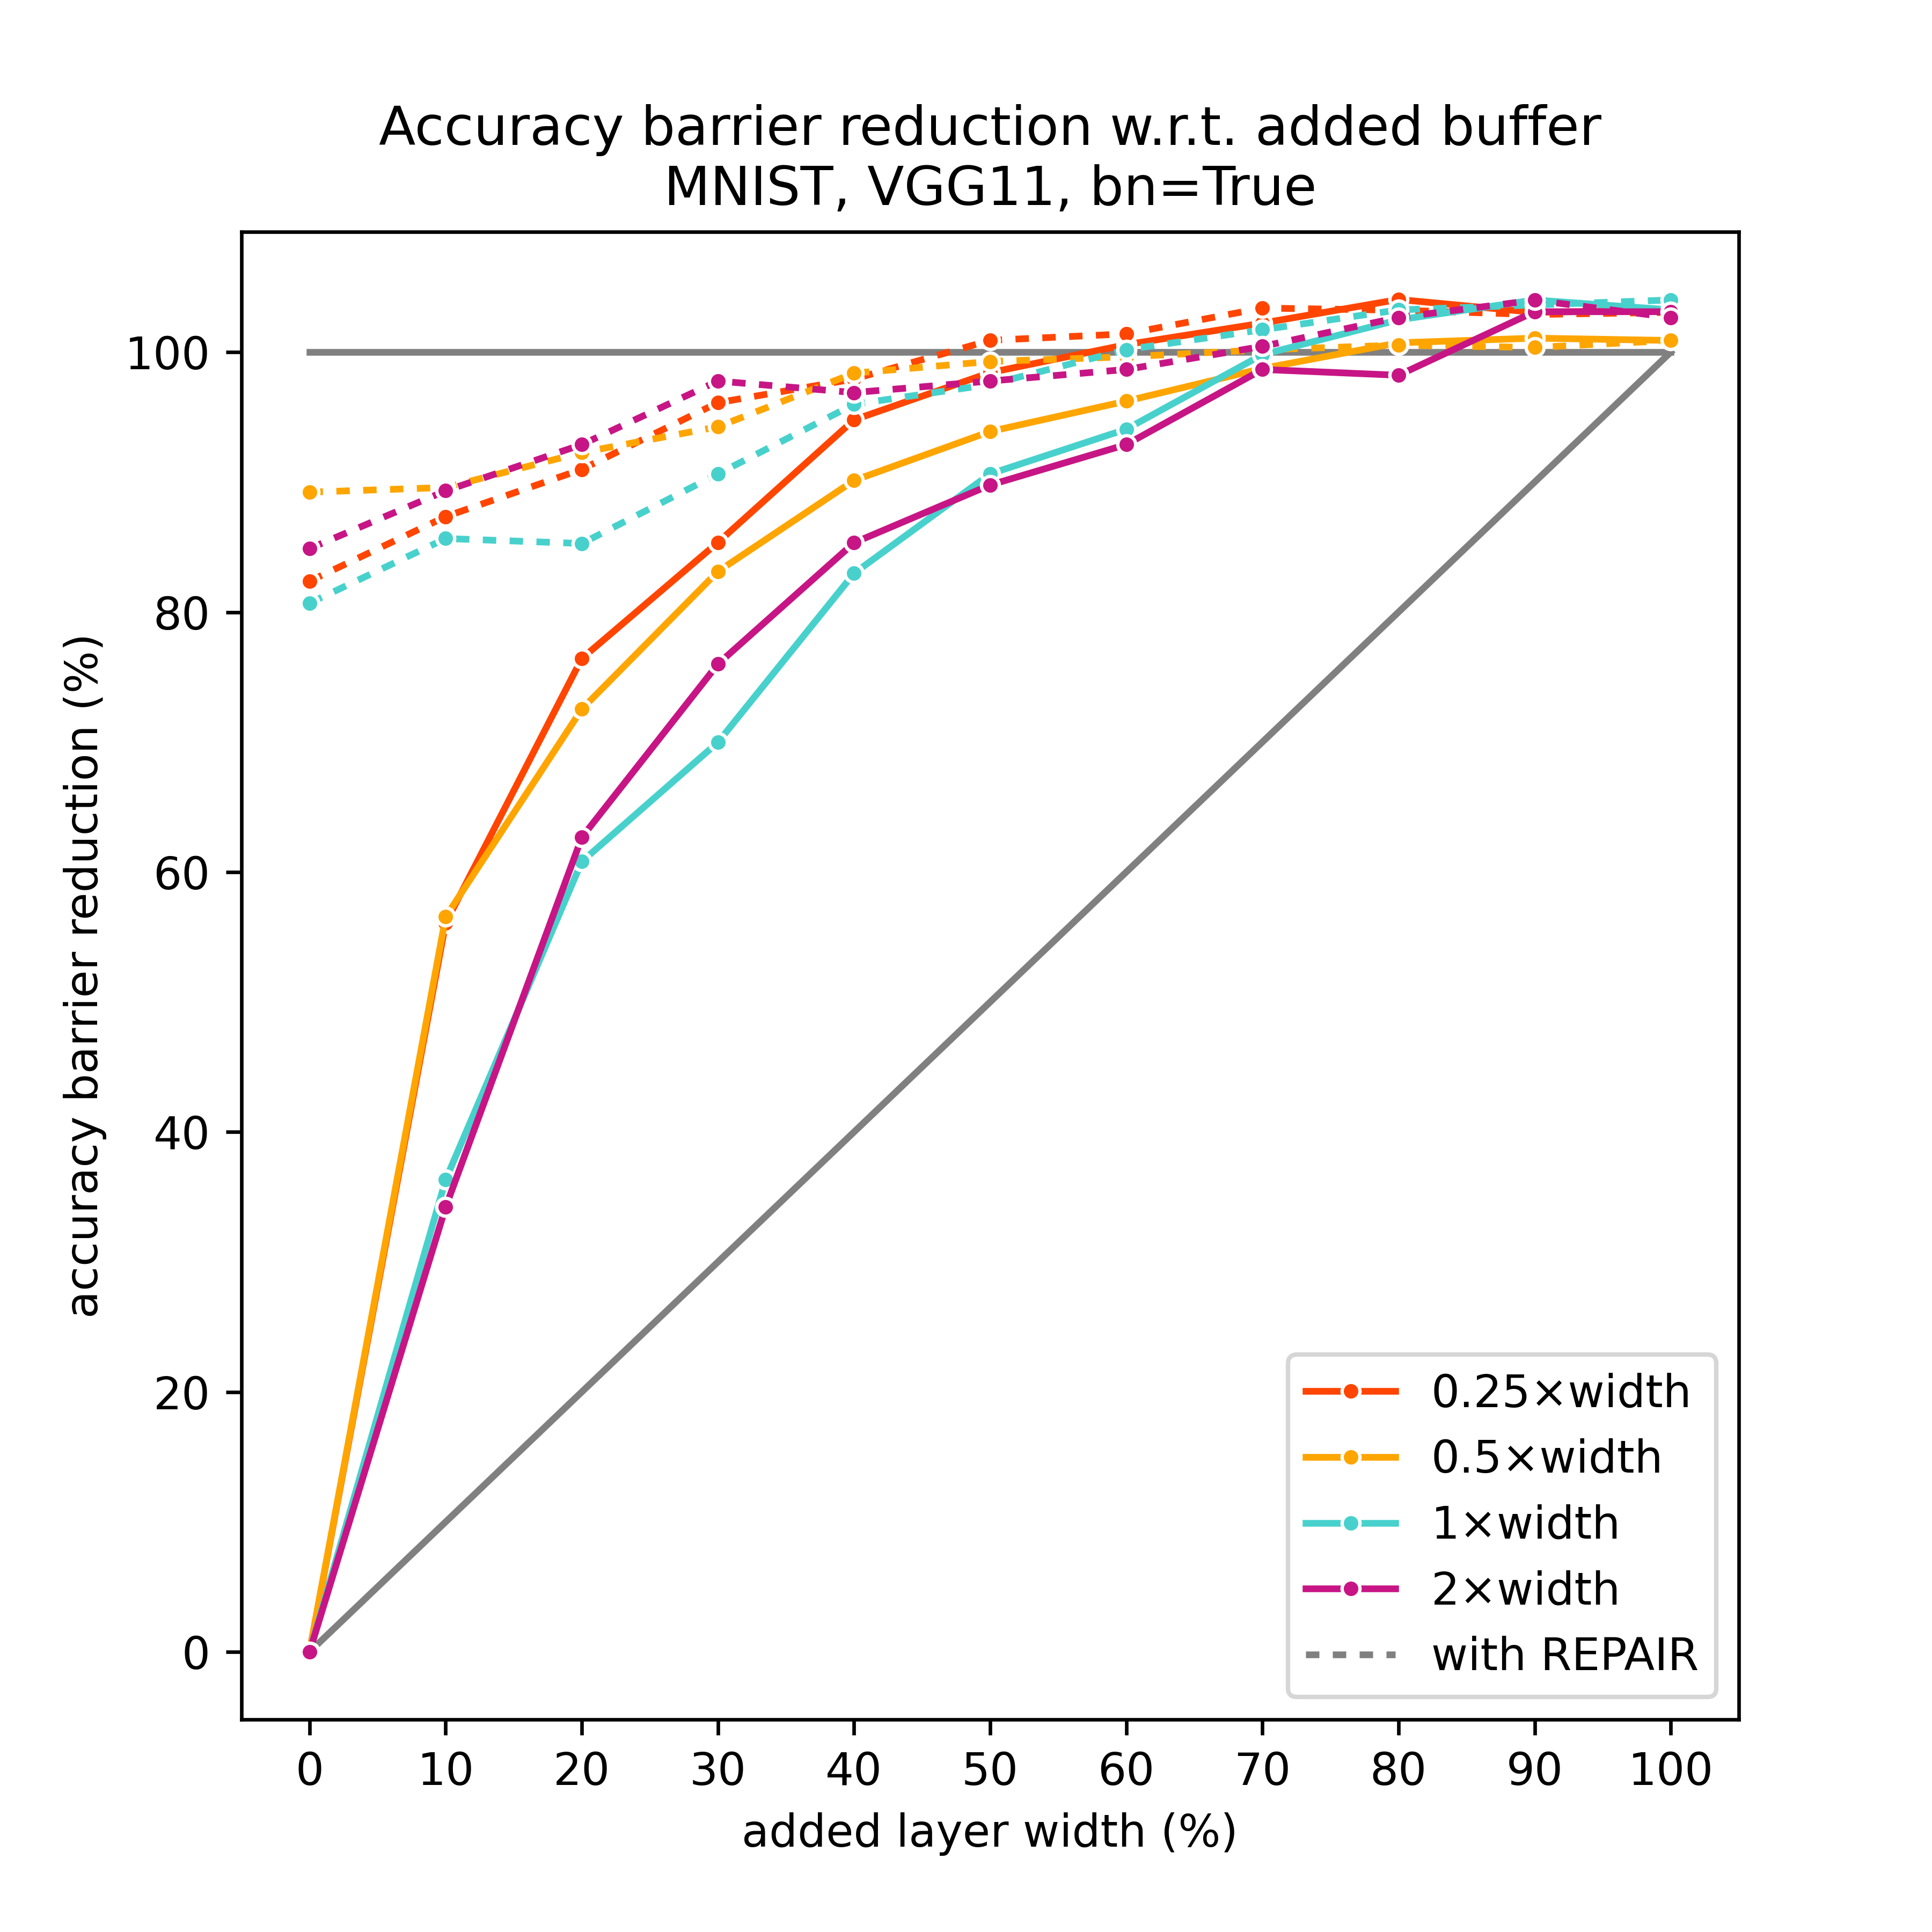 Accuracy barrier reduction w.r.t. added buffer
MNIST, VGG11, bn=True
accuracy barrier reduction (%)
100
80
60
40
20
0
0.25×width
0.5×width
1×width
2×width
with REPAIR
0 10 20 30 40 50 60 70 80 90 100
added layer width (%)